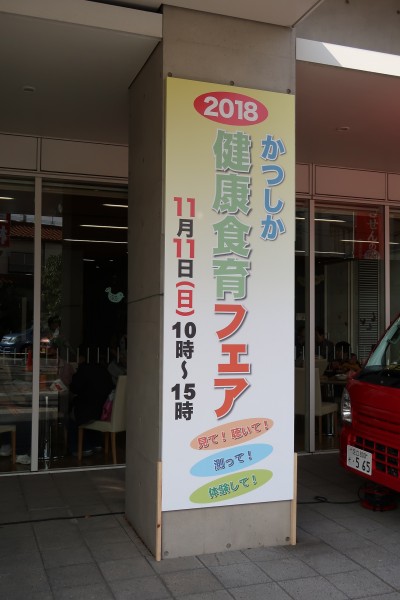 2018
かつしか
健康食育フェア
11月11日(日)10時～15時
見て！聴いて！
測って！
体験して！
565